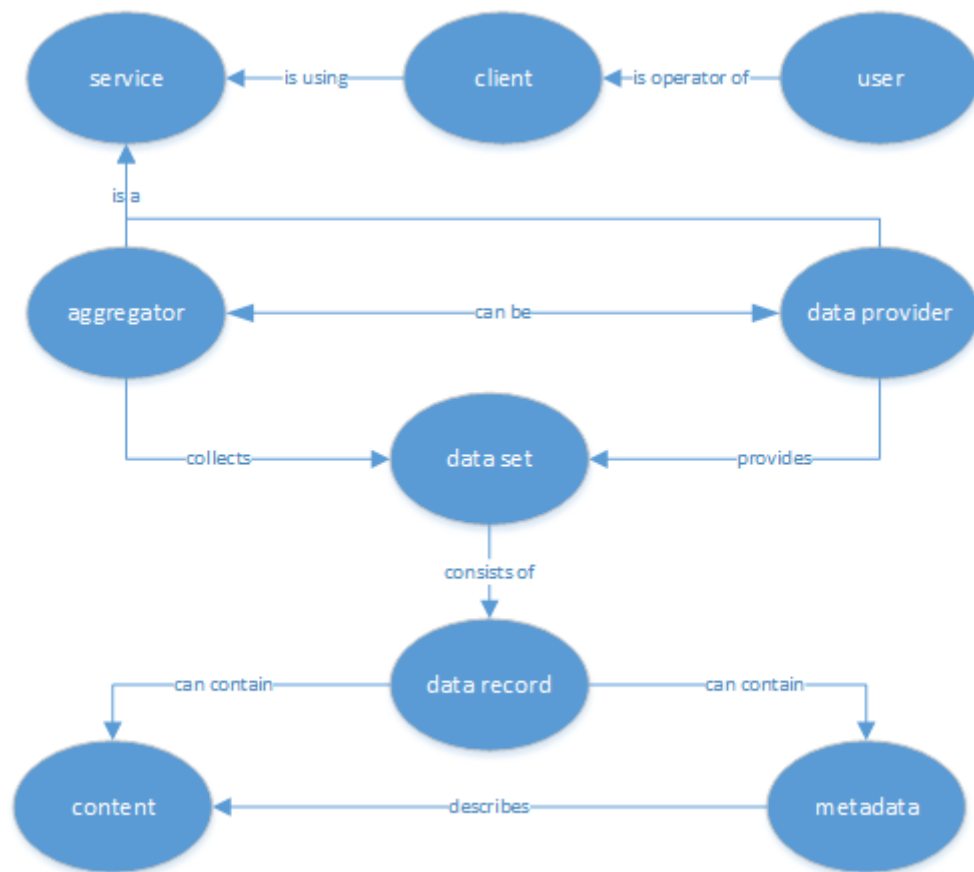 service
is using
client
is operator of
user
is a
aggregator
can be
data provider
collects
data set
provides
consists of
can contain
data record
can contain
content
describes
metadata